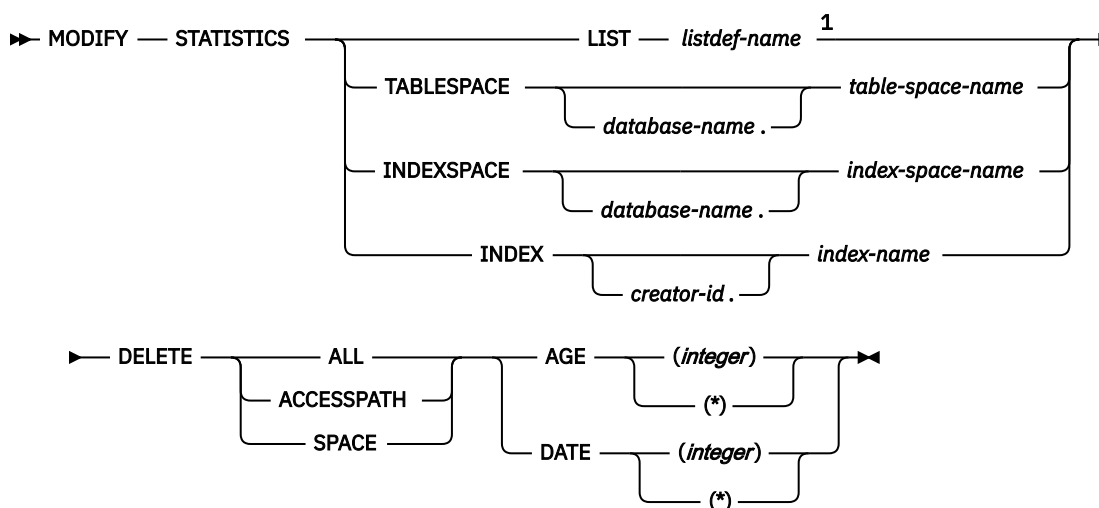 MODIFY STATISTICS LIST listdef-name 1
TABLESPACE table-space-name
database-name .
INDEXSPACE index-space-name
database-name .
INDEX index-name
creator-id .
DELETE ALL AGE (integer)
ACCESSPATH (*)
SPACE DATE (integer)
(*)